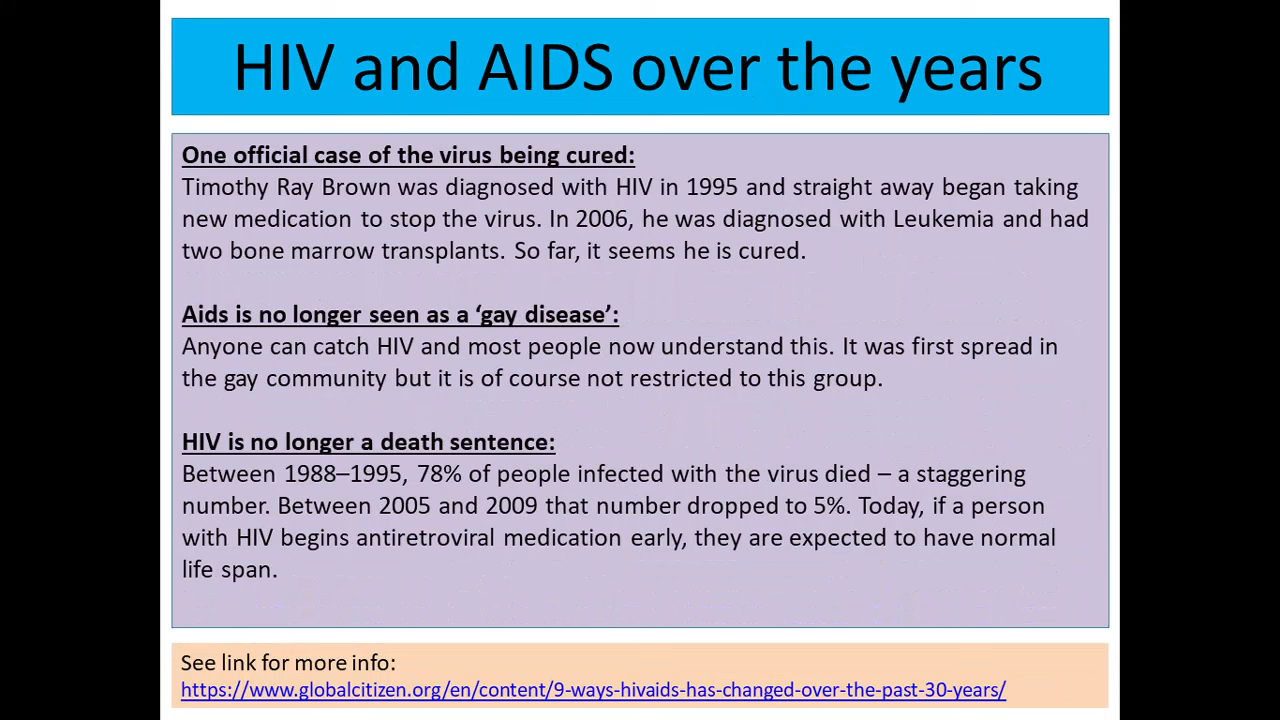 HIV and AIDS over the years
One official case of the virus being cured:
Timothy Ray Brown was diagnosed with HIV in 1995 and straight away began taking
new medication to stop the virus. In 2006, he was diagnosed with Leukemia and had
two bone marrow transplants. So far, it seems he is cured.
Aids is no longer seen as a ‘gay disease’:
Anyone can catch HIV and most people now understand this. It was first spread in
the gay community but it is of course not restricted to this group.
HIV is no longer a death sentence:
Between 1988–1995, 78% of people infected with the virus died – a staggering
number. Between 2005 and 2009 that number dropped to 5%. Today, if a person
with HIV begins antiretroviral medication early, they are expected to have normal
life span.
See link for more info:
https://www.globalcitizen.org/en/content/9-ways-hivaids-has-changed-over-the-past-30-years/